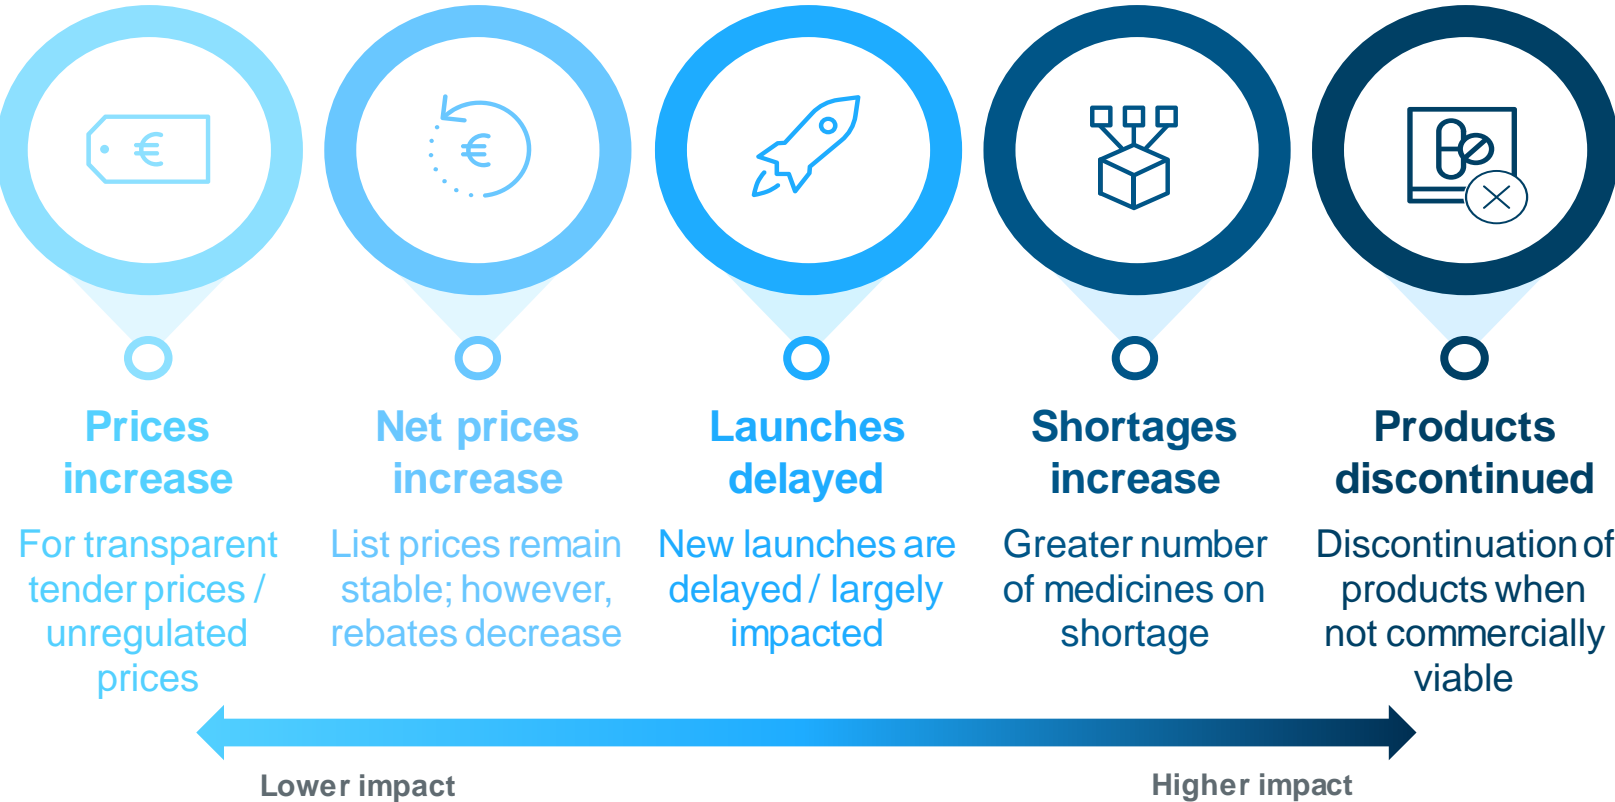 €
€
Prices
increase
For transparent
tender prices /
unregulated
prices
Net prices
increase
List prices remain
stable; however,
rebates decrease
Launches
delayed
New launches are
delayed / largely
impacted
Shortages
increase
Greater number
of medicines on
shortage
Products
discontinued
Discontinuation of
products when
not commercially
viable
Lower impact
Higher impact